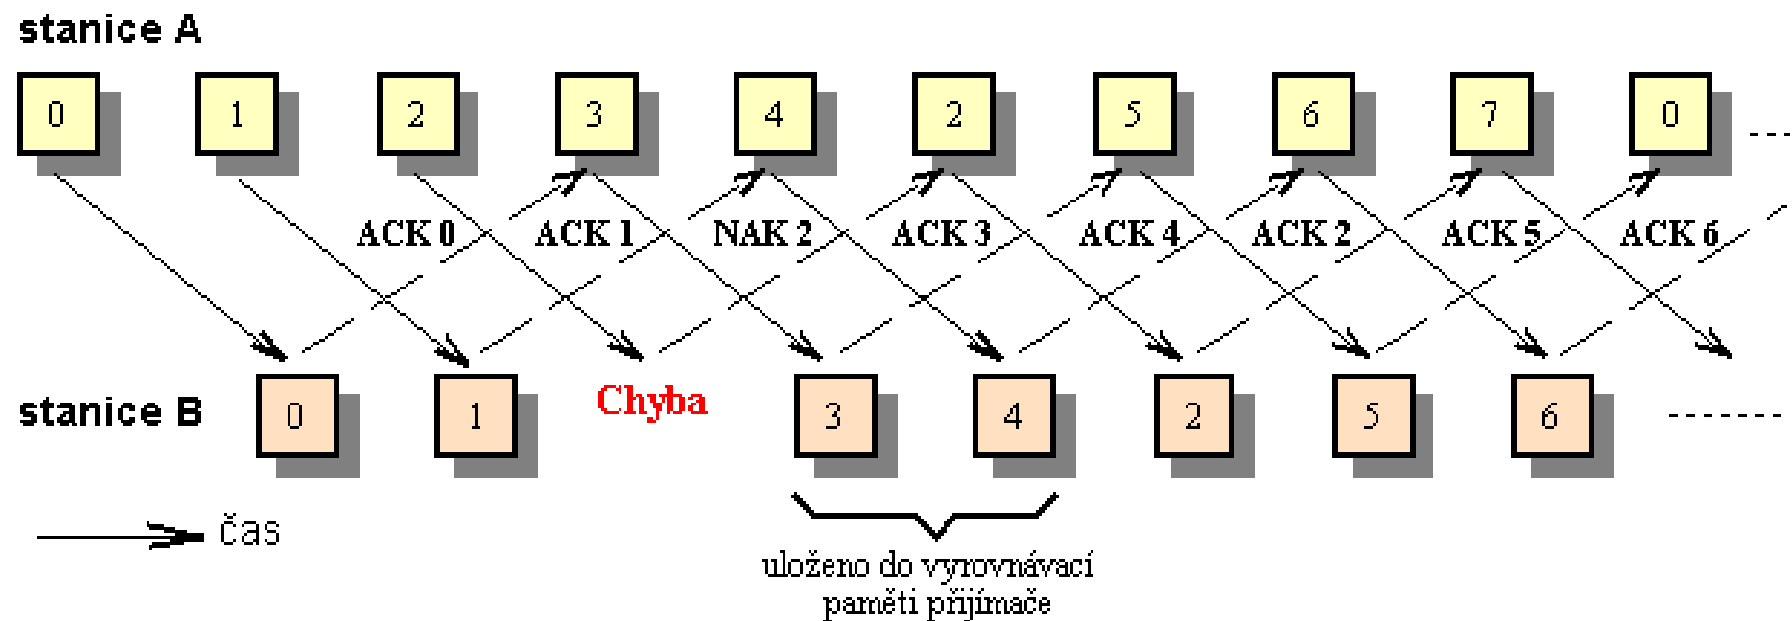 stanice A
0 1 2 3 4 2 5 6 7 0
ACK 0 ACK 1 NAK 2 ACK 3 ACK 4 ACK 2 ACK 5 ACK 6
stanice B
0 1 Chyba 3 4 2 5 6
čas
uloženo do vyrovnávací
paměti přijímače